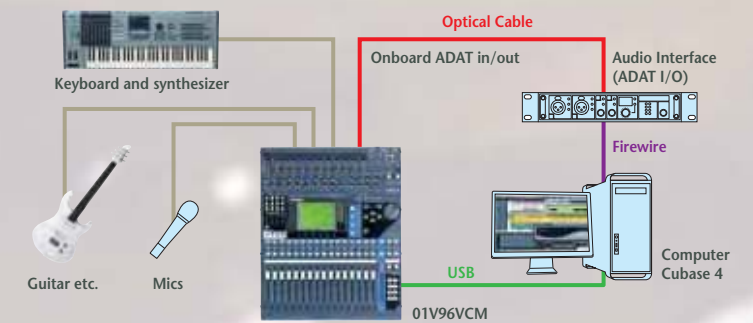 Optical Cable
Onboard ADAT in/out
Audio Interface
(ADAT I/O)
Keyboard and synthesizer
Firewire
Guitar etc.
Mics
USB
Computer
Cubase 4
01V96VCM